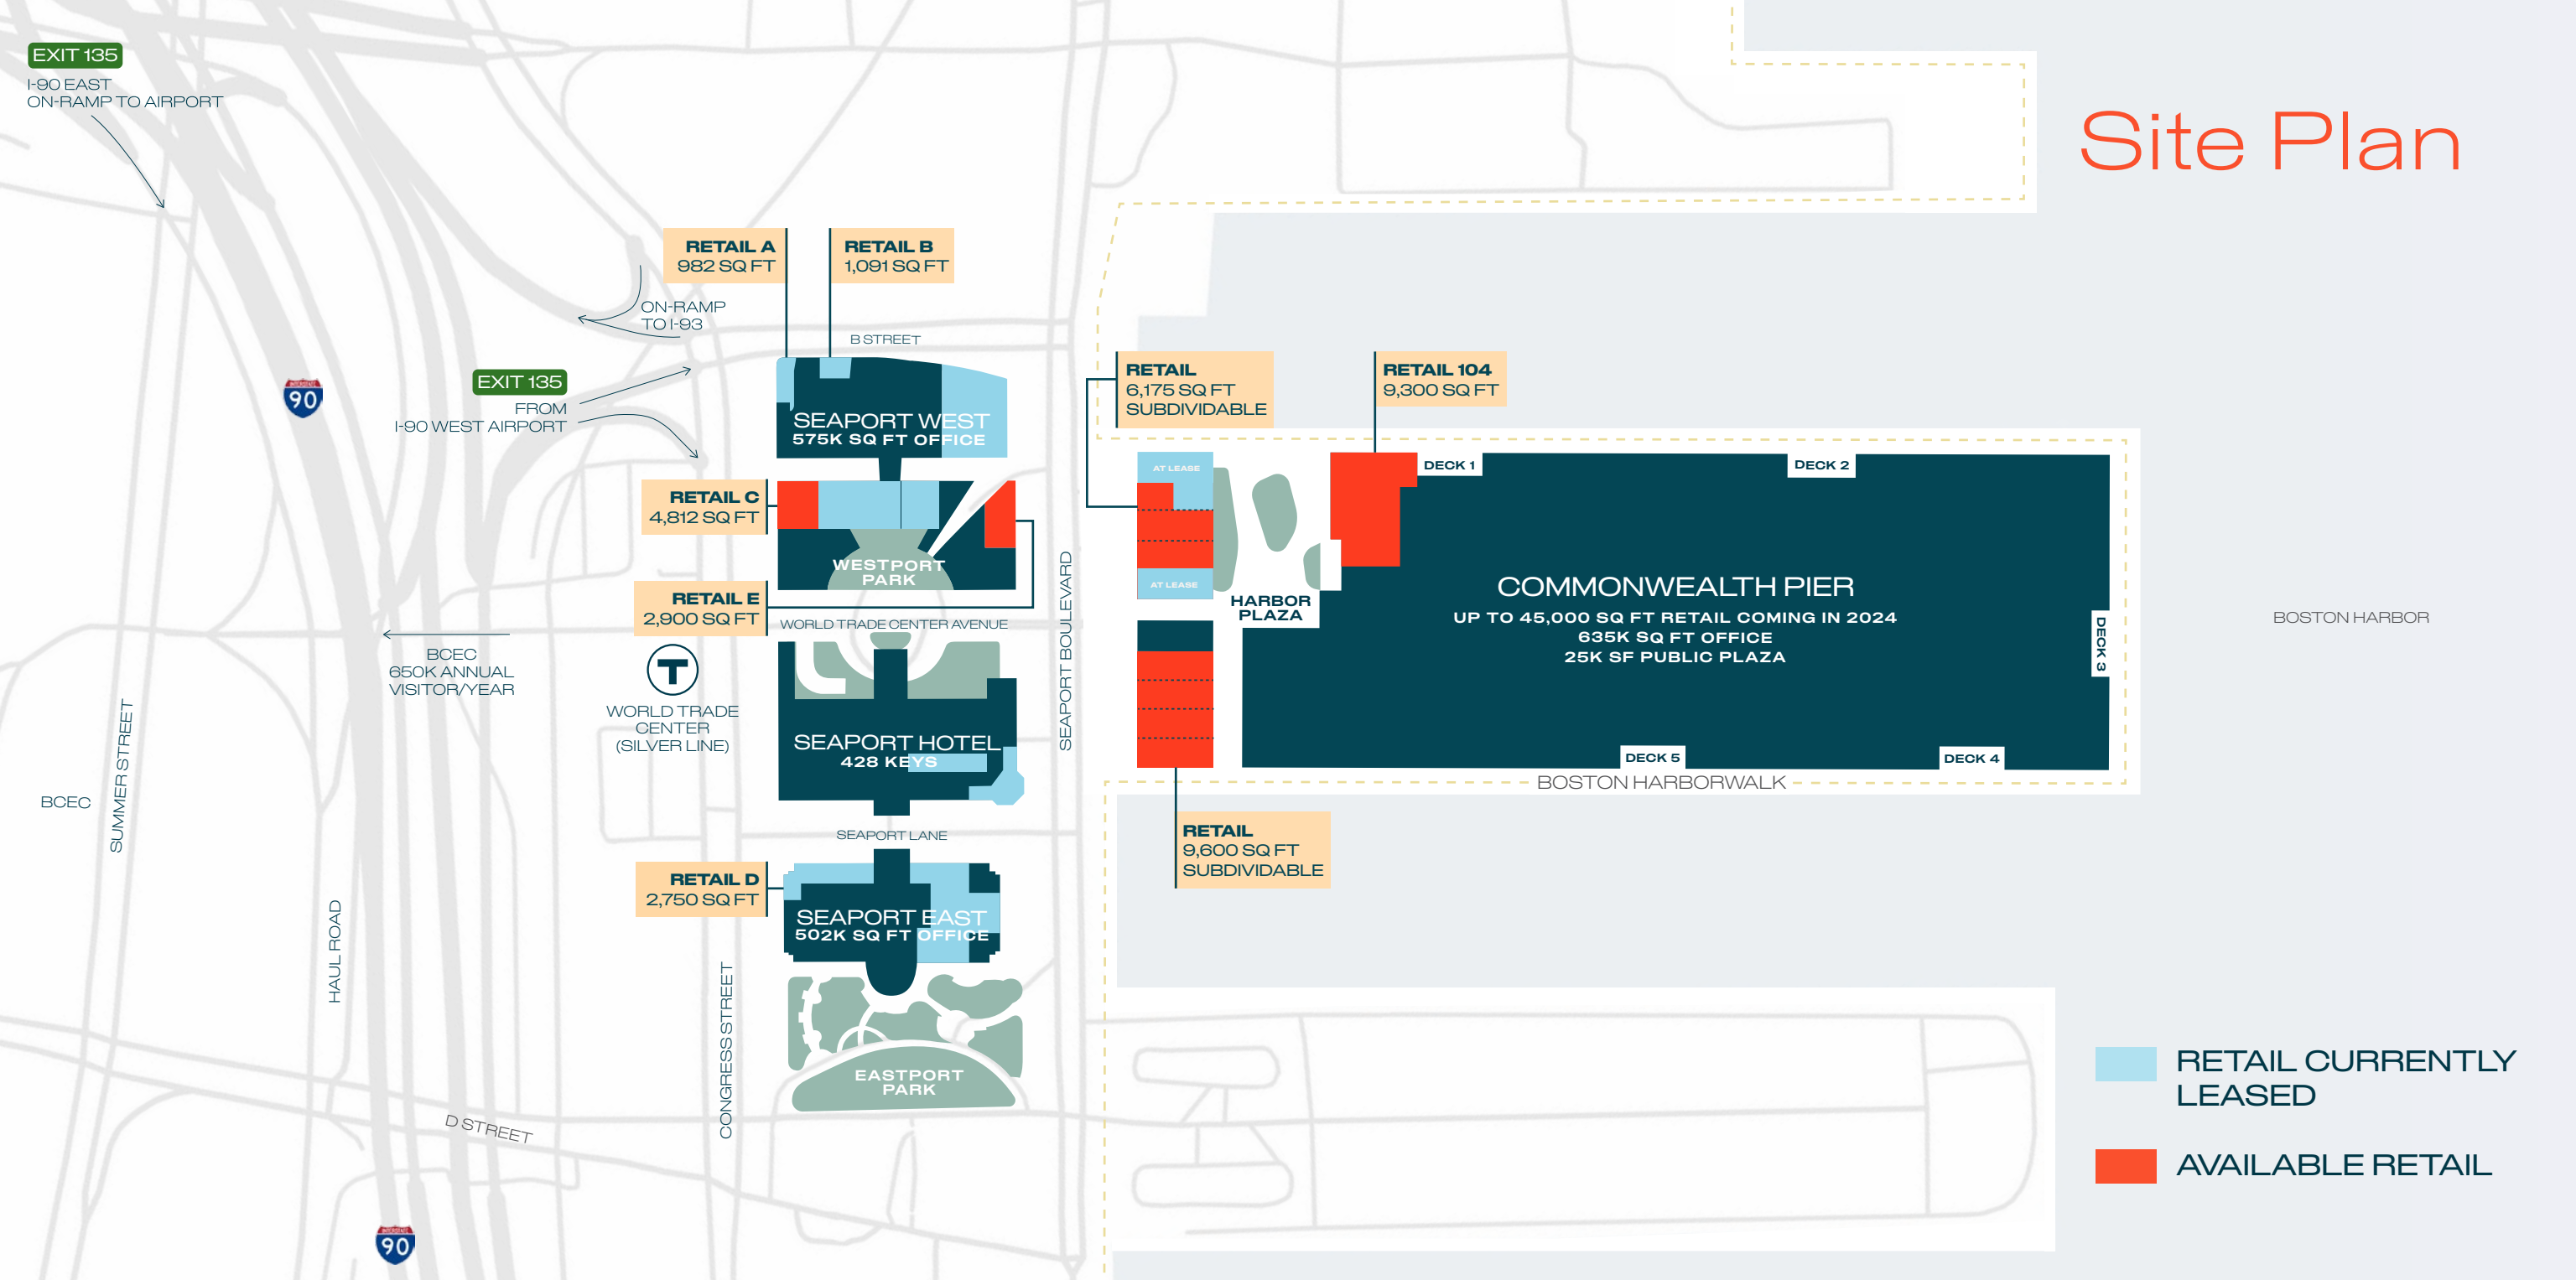 Site Plan
EXIT 135
I-90 EAST
ON-RAMP TO AIRPORT
RETAIL A
982 SQ FT
RETAIL B
1,091 SQ FT
ON-RAMP
TO I-93
B STREET
EXIT 135
FROM
I-90 WEST AIRPORT
INTERSTATE
90
SEAPORT WEST
575K SQ FT OFFICE
RETAIL
6,175 SQ FT
SUBDIVIDABLE
RETAIL 104
9,300 SQ FT
RETAIL C
4,812 SQ FT
WESTPORT
PARK
RETAIL E
2,900 SQ FT
WORLD TRADE CENTER AVENUE
BCEC
650K ANNUAL
VISITOR/YEAR
T
WORLD TRADE
CENTER
(SILVER LINE)
SEAPORT BOULEVARD
AT LEASE
AT LEASE
HARBOR
PLAZA
DECK 1
DECK 2
DECK 3
DECK 4
DECK 5
COMMONWEALTH PIER
UP TO 45,000 SQ FT RETAIL COMING IN 2024
635K SQ FT OFFICE
25K SF PUBLIC PLAZA
BOSTON HARBOR
BOSTON HARBORWALK
SEAPORT HOTEL
428 KEYS
SEAPORT LANE
BCEC
SUMMER STREET
RETAIL
9,600 SQ FT
SUBDIVIDABLE
RETAIL D
2,750 SQ FT
SEAPORT EAST
502K SQ FT OFFICE
HAUL ROAD
CONGRESS STREET
EASTPORT
PARK
D STREET
INTERSTATE
90
RETAIL CURRENTLY
LEASED
AVAILABLE RETAIL